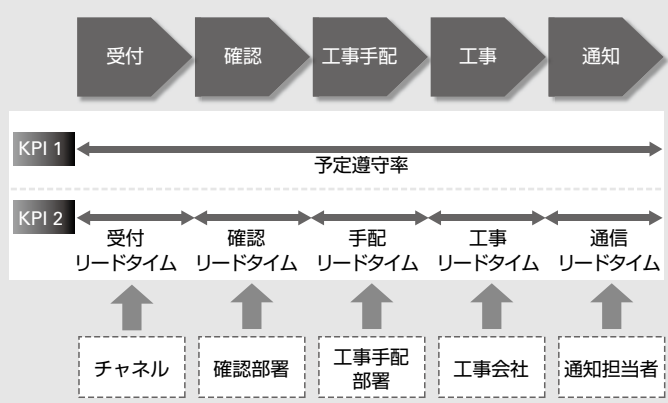 受付
確認
工事手配
工事
通知
KPI 1
予定遵守率
KPI 2
受付
リードタイム
確認
リードタイム
手配
リードタイム
工事
リードタイム
通信
リードタイム
チャネル
確認部署
工事手配
部署
工事会社
通知担当者